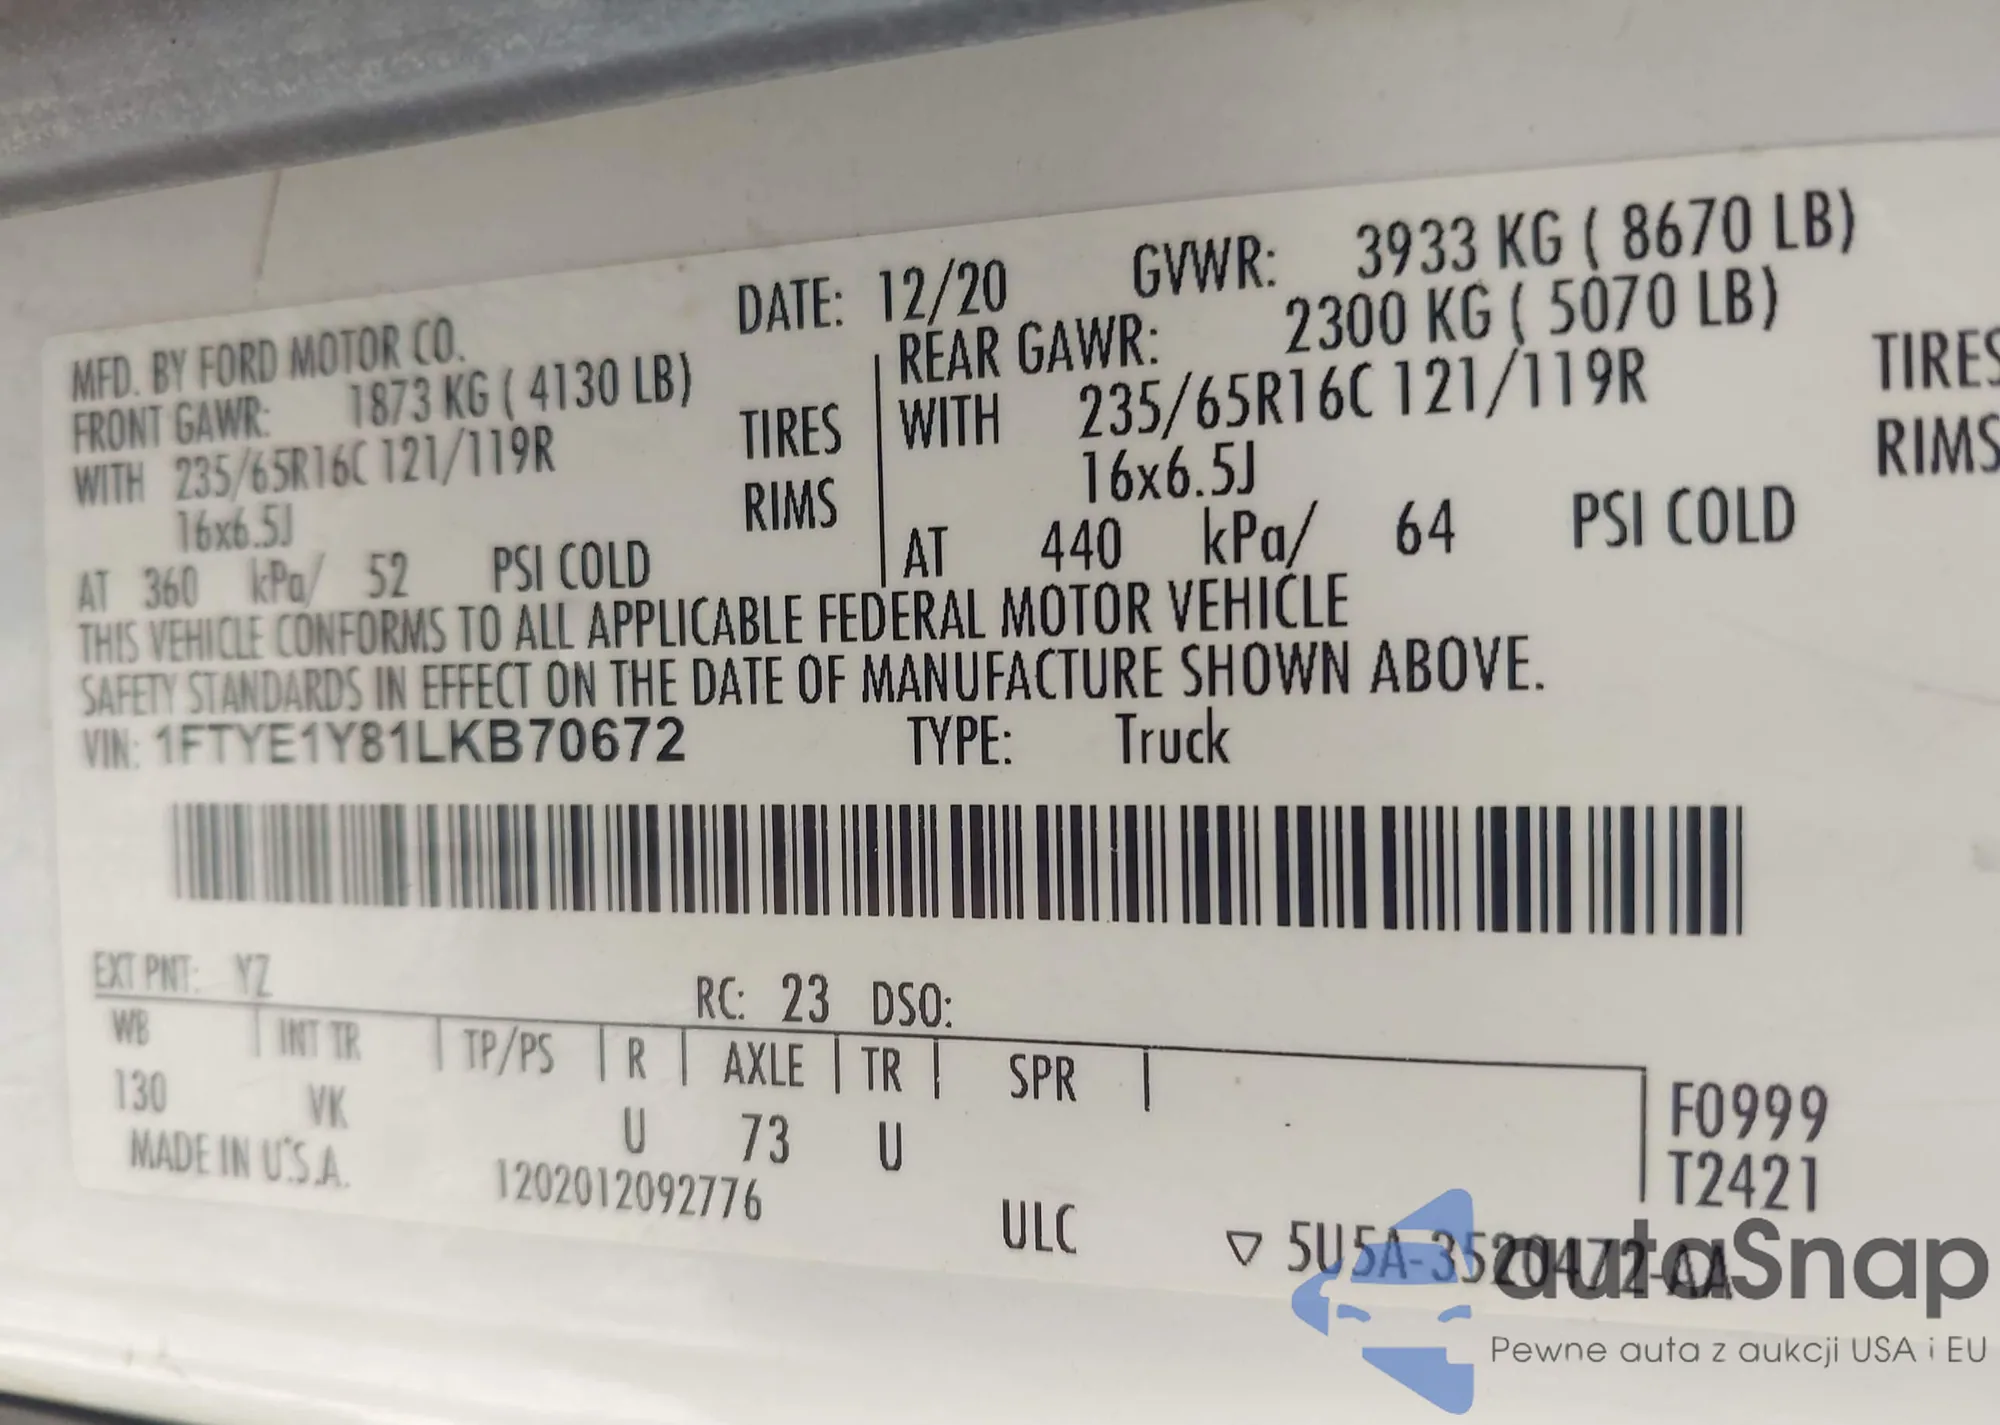 MFD. BY FORD MOTOR CO. DATE: 12/20 GVWR: 3933 KG ( 8670 LB)
FRONT GAWR: 1873 KG ( 4130 LB) REAR GAWR: 2300 KG ( 5070 LB)
WITH 235/65R16C 121/119R TIRES WITH 235/65R16C 121/119R TIRES
16x6.5J RIMS 16x6.5J RIMS
AT 360 kPa/ 52 PSI COLD AT 440 kPa/ 64 PSI COLD
THIS VEHICLE CONFORMS TO ALL APPLICABLE FEDERAL MOTOR VEHICLE
SAFETY STANDARDS IN EFFECT ON THE DATE OF MANUFACTURE SHOWN ABOVE.
VIN: 1FTYE1Y81LKB70672 TYPE: Truck
EXT PNT: YZ RC: 23 DSO:
WB INT TR TP/PS R AXLE TR SPR
130 VK U 73 U
F0999
T2421
MADE IN U.S.A. 1202012092776 ULC ▽ 5U5A-3520472-AA
autaSnap
Pewne auta z aukcji USA i EU